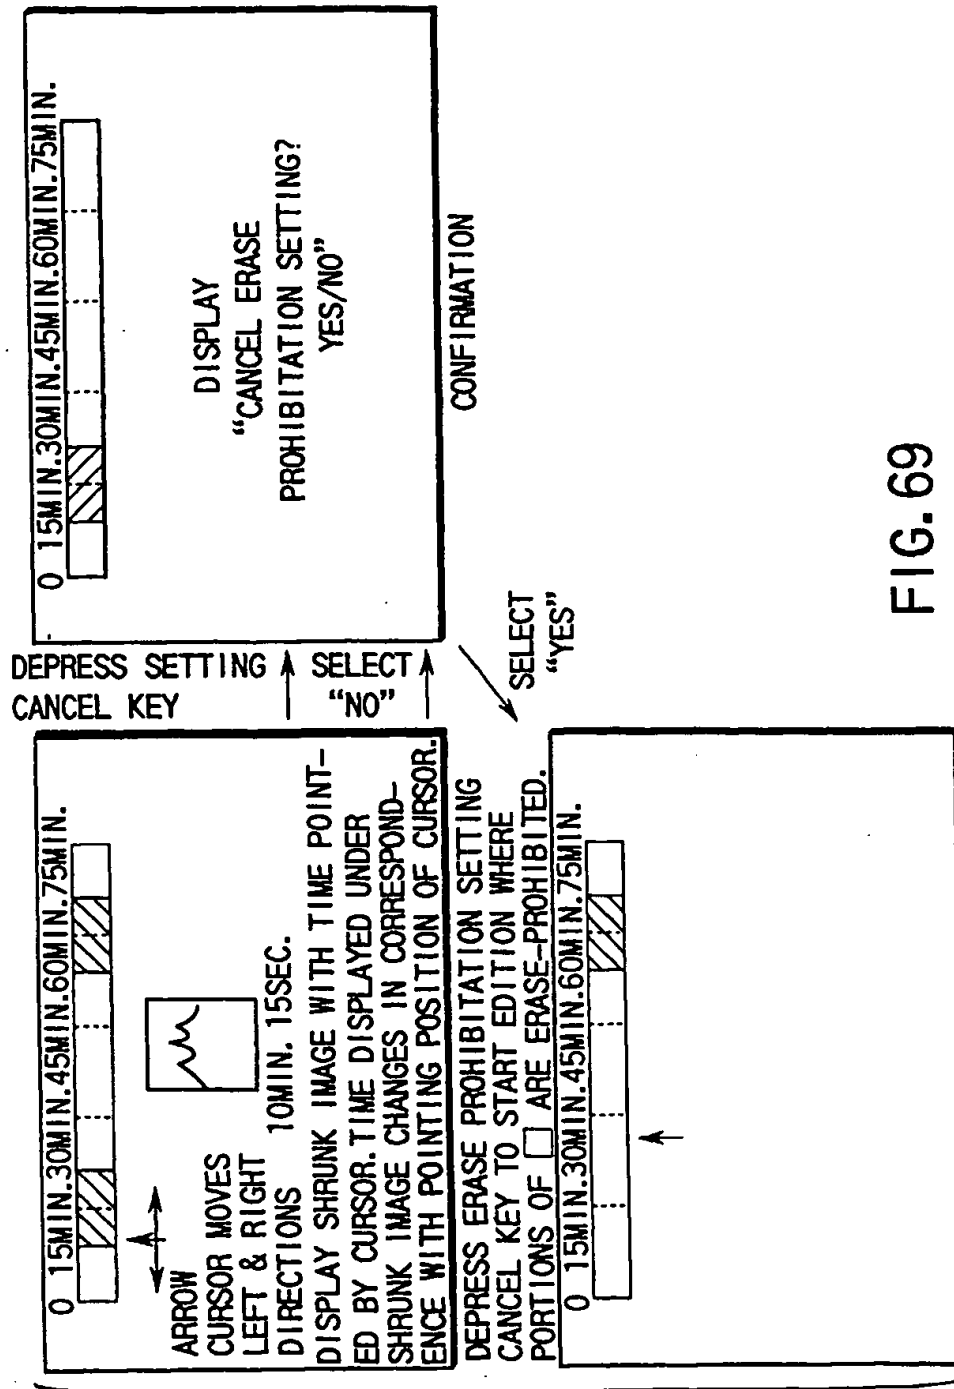 0 15MIN.30MIN.45MIN.60MIN.75MIN.
ARROW
CURSOR MOVES
LEFT & RIGHT
DIRECTIONS
10MIN. 15SEC.
DISPLAY SHRUNK IMAGE WITH TIME POINT-
ED BY CURSOR.TIME DISPLAYED UNDER
SHRUNK IMAGE CHANGES IN CORRESPOND-
ENCE WITH POINTING POSITION OF CURSOR.
DEPRESS SETTING
CANCEL KEY
SELECT
“NO”
0 15MIN.30MIN.45MIN.60MIN.75MIN.
DISPLAY
“CANCEL ERASE
PROHIBITATION SETTING?
YES/NO”
CONFIRMATION
SELECT
“YES”
DEPRESS ERASE PROHIBITATION SETTING
CANCEL KEY TO START EDITION WHERE
PORTIONS OF □ ARE ERASE-PROHIBITED.
0 15MIN.30MIN.45MIN.60MIN.75MIN.
FIG. 69